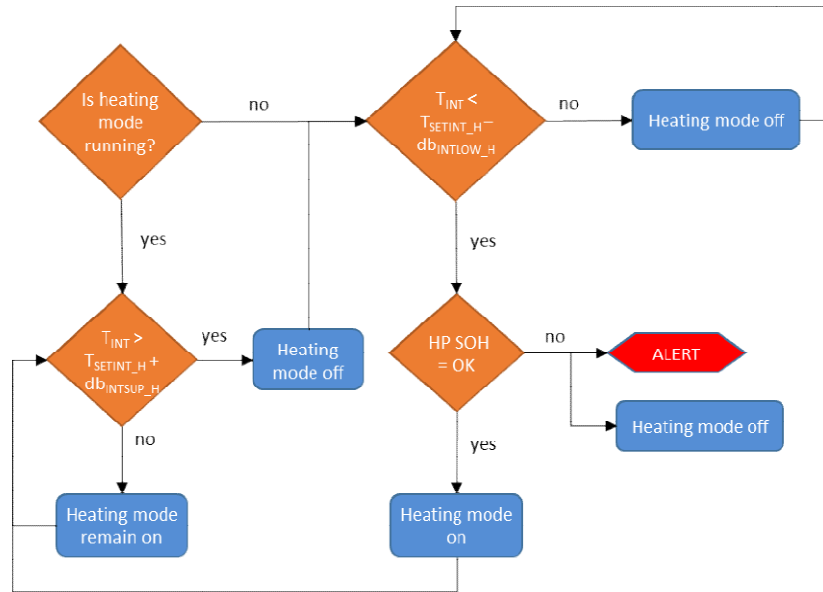 Is heating
mode
running?
no
T_INT <
T_SETINT_H –
db_INTLOW_H
no
Heating mode off
yes
yes
T_INT >
T_SETINT_H +
db_INTSUP_H
yes
Heating
mode off
HP SOH
= OK
no
ALERT
Heating mode off
no
yes
Heating mode
remain on
Heating mode
on